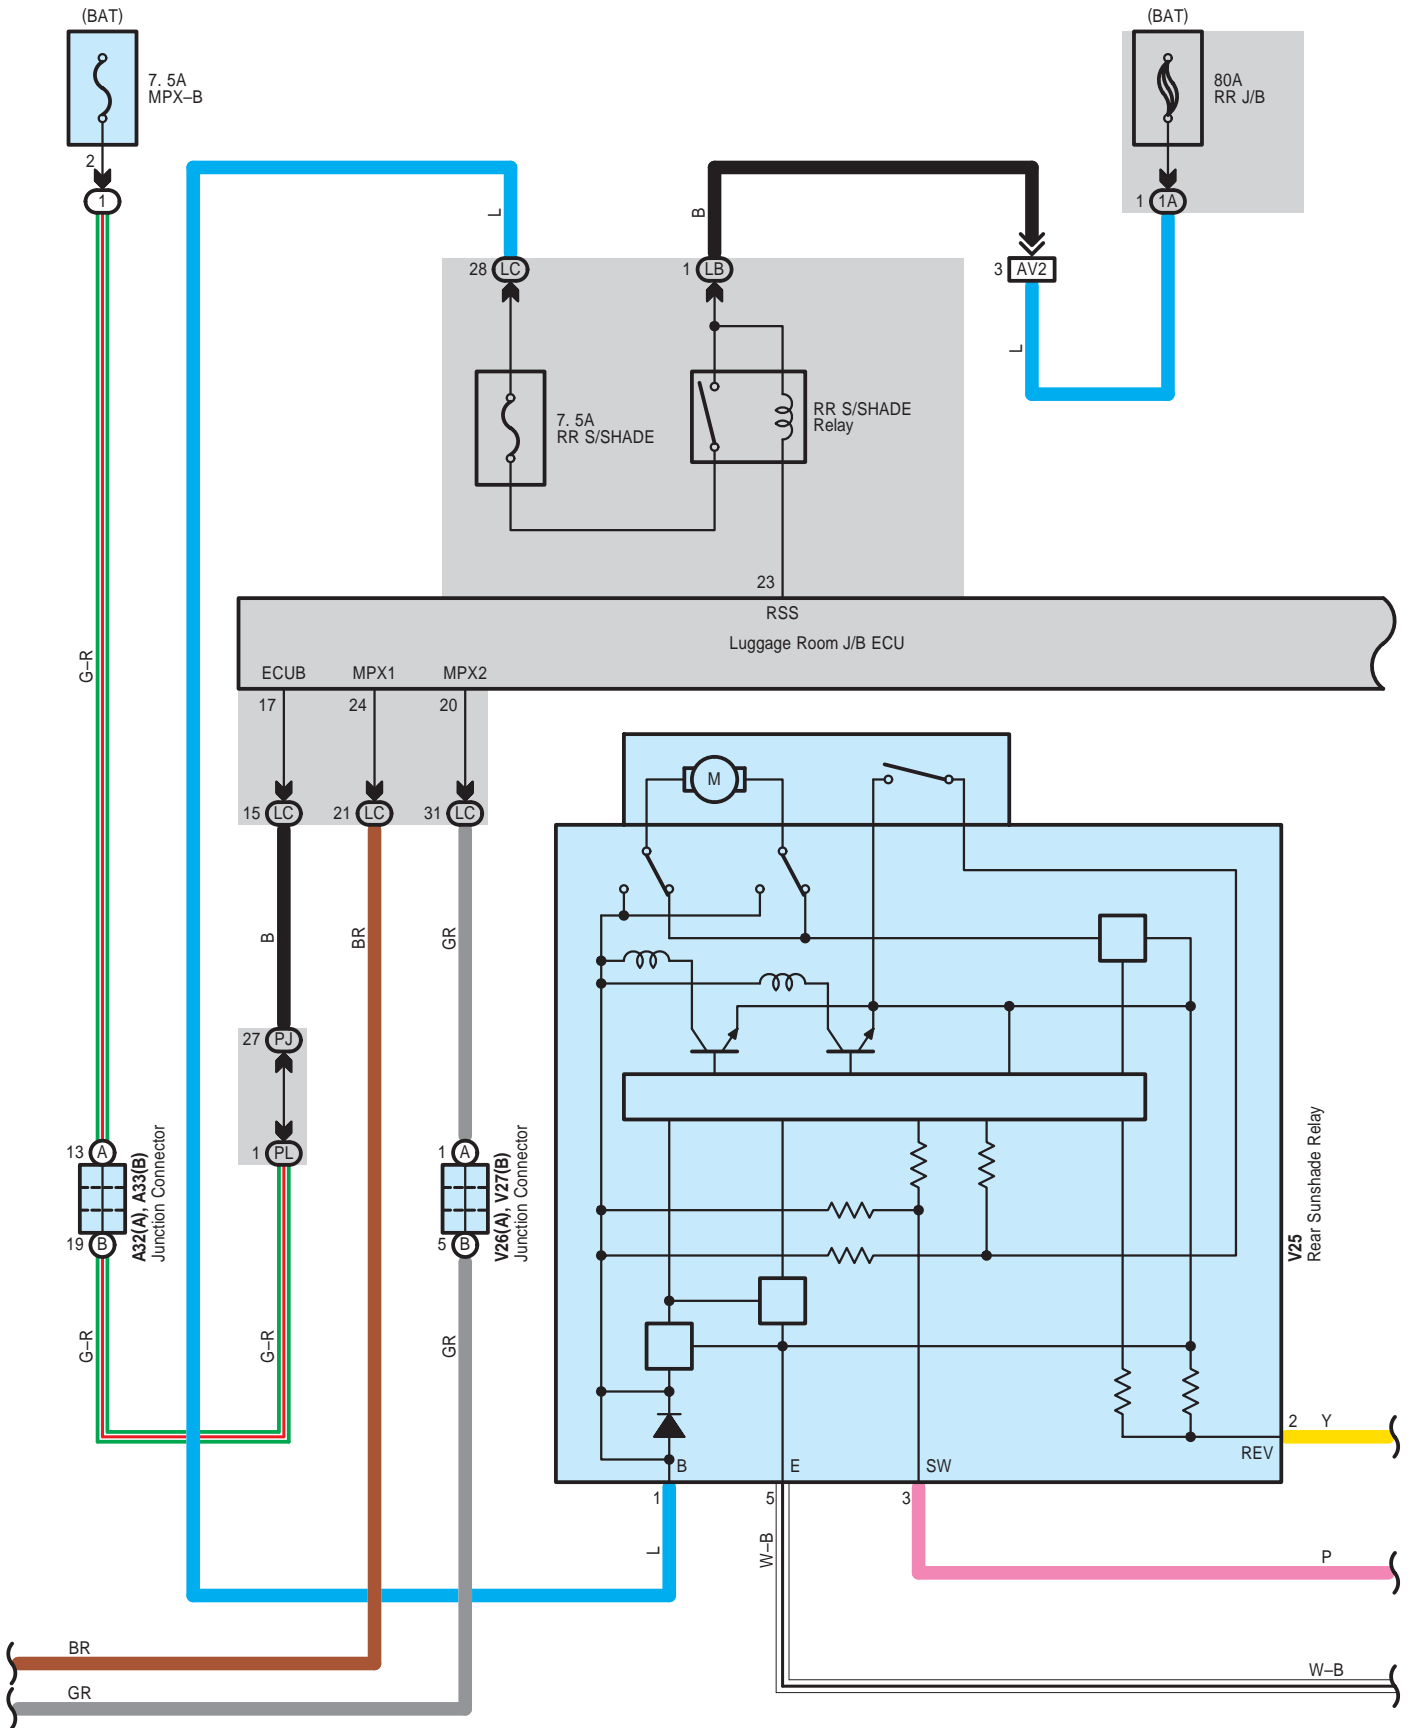 (BAT)
(BAT)
7. 5A
MPX–B
80A
RR J/B
2
1
1
1A
L
B
28
LC
1
LB
3
AV2
L
7. 5A
RR S/SHADE
RR S/SHADE
Relay
23
RSS
Luggage Room J/B ECU
G–R
ECUB
MPX1
MPX2
17
24
20
M
15
LC
21
LC
31
LC
B
BR
GR
27
PJ
1
PL
13
A
19
B
A32(A), A33(B)
Junction Connector
1
A
5
B
V26(A), V27(B)
Junction Connector
V25
Rear Sunshade Relay
G–R
G–R
GR
2
Y
REV
B
E
SW
1
5
3
L
W–B
P
BR
W–B
GR